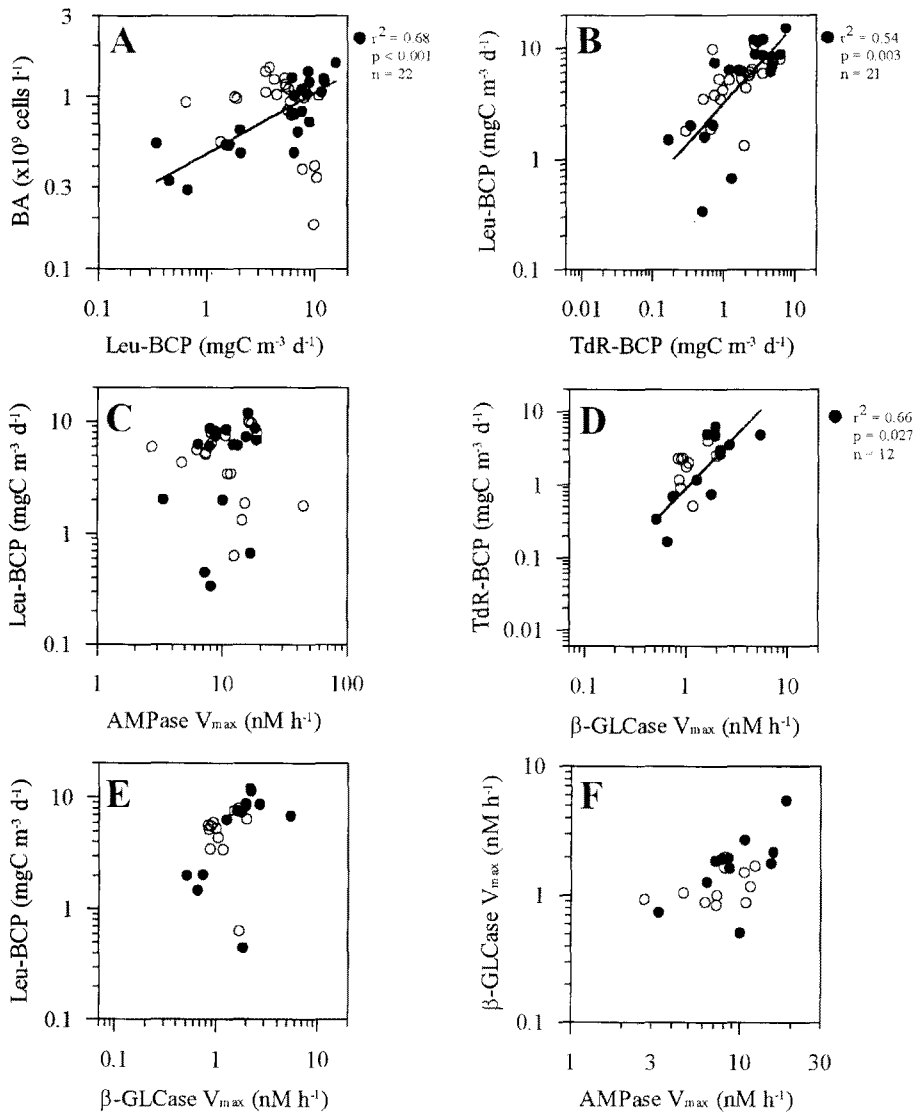 A
3
1
0.3
0.1
BA (x10⁹ cells l⁻¹)
0.1 1 10
Leu-BCP (mgC m⁻³ d⁻¹)
r² = 0.68
p < 0.001
n = 22
B
10
1
0.1
Leu-BCP (mgC m⁻³ d⁻¹)
0.01 0.1 1 10
TdR-BCP (mgC m⁻³ d⁻¹)
r² = 0.54
p = 0.003
n = 21
C
10
1
0.1
Leu-BCP (mgC m⁻³ d⁻¹)
1 10 100
AMPase Vmax (nM h⁻¹)
D
10
1
0.1
0.01
TdR-BCP (mgC m⁻³ d⁻¹)
0.1 1 10
β-GLCase Vmax (nM h⁻¹)
r² = 0.66
p = 0.027
n = 12
E
10
1
0.1
Leu-BCP (mgC m⁻³ d⁻¹)
0.1 1 10
β-GLCase Vmax (nM h⁻¹)
F
10
1
0.1
β-GLCase Vmax (nM h⁻¹)
1 3 10 30
AMPase Vmax (nM h⁻¹)